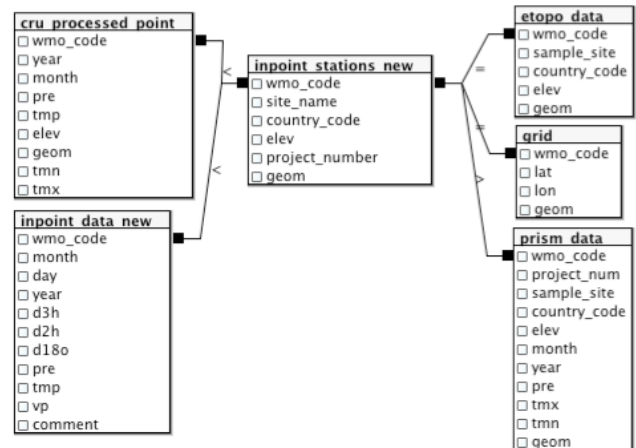 cru_processed_point
wmo_code
year
month
pre
tmp
elev
geom
tmn
tmx
inpoint_data_new
wmo_code
month
day
year
d3h
d2h
d18o
pre
tmp
vp
comment
<
<
inpoint_stations_new
wmo_code
site_name
country_code
elev
project_number
geom
=
=
>
etopo_data
wmo_code
sample_site
country_code
elev
geom
grid
wmo_code
lat
lon
geom
prism_data
wmo_code
project_num
sample_site
country_code
elev
month
year
pre
tmx
tmn
geom